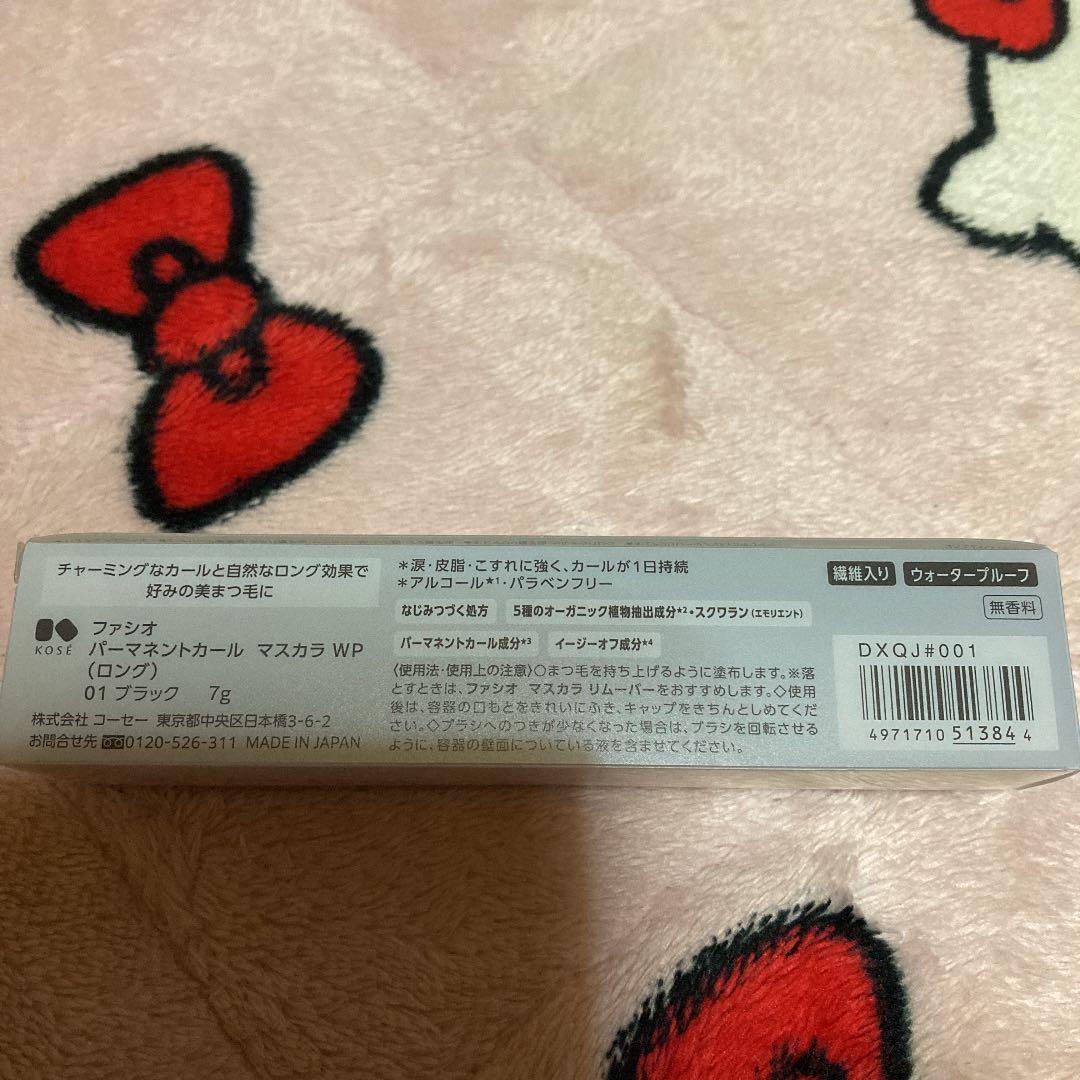 チャーミングなカールと自然なロング効果で
好みの美まつ毛に
KOSÉ
ファシオ
パーマネントカール マスカラ WP
(ロング)
01 ブラック 7g
株式会社 コーセー 東京都中央区日本橋3-6-2
お問合せ先 0120-526-311 MADE IN JAPAN
*涙・皮脂・こすれに強く、カールが1日持続
*アルコール★1・パラベンフリー
なじみつづく処方 5種のオーガニック植物抽出成分★2・スクワラン(エモリエント)
パーマネントカール成分★3 イージーオフ成分★4
〈使用法・使用上の注意〉○まつ毛を持ち上げるように塗布します。※落
とすときは、ファシオ マスカラ リムーバーをおすすめします。◇使用
後は、容器の口もとをきれいにふき、キャップをきちんとしめてくだ
さい。◇ブラシへのつきが少なくなった場合は、ブラシを回転させ
るように、容器の壁面についている液を含ませてください。
繊維入り ウォータープルーフ
無香料
DXQJ#001
4971710 51384 4